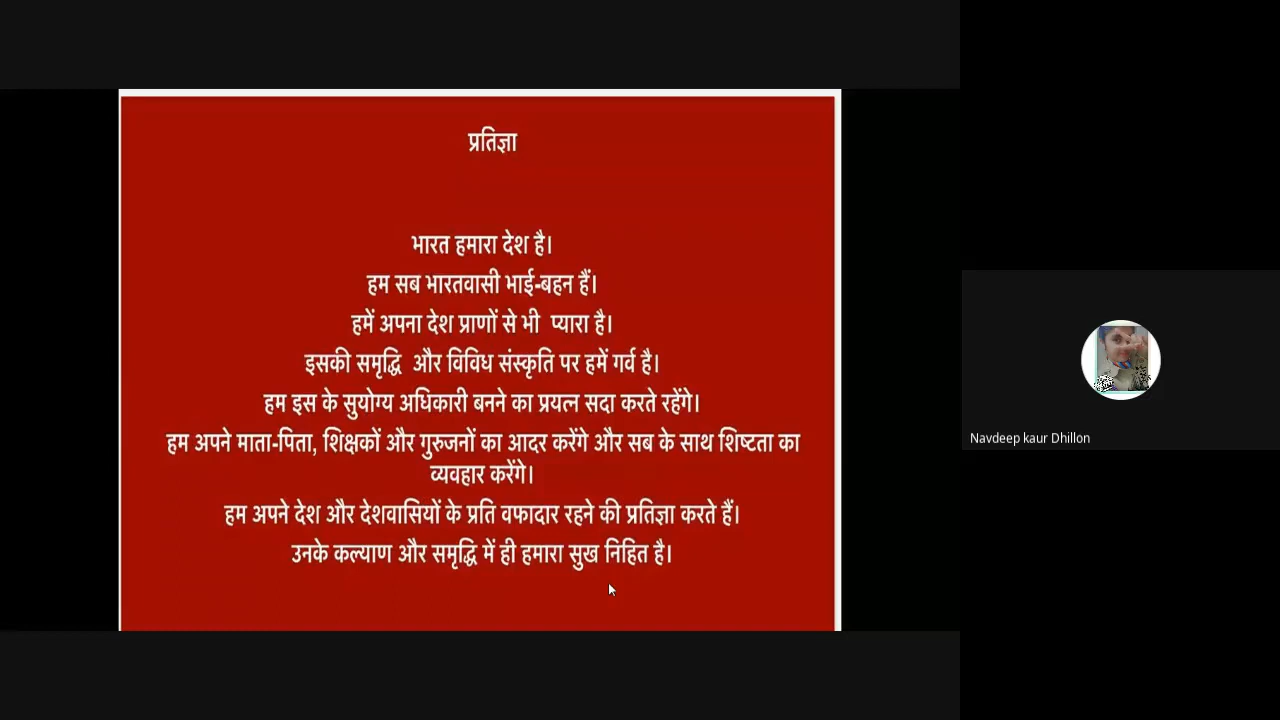 प्रतिज्ञा
भारत हमारा देश है।
हम सब भारतवासी भाई-बहन हैं।
हमें अपना देश प्राणों से भी प्यारा है।
इसकी समृद्धि और विविध संस्कृति पर हमें गर्व है।
हम इस के सुयोग्य अधिकारी बनने का प्रयत्न सदा करते रहेंगे।
हम अपने माता-पिता, शिक्षकों और गुरुजनों का आदर करेंगे और सब के साथ शिष्टता का
व्यवहार करेंगे।
हम अपने देश और देशवासियों के प्रति वफादार रहने की प्रतिज्ञा करते हैं।
उनके कल्याण और समृद्धि में ही हमारा सुख निहित है।
Navdeep kaur Dhillon